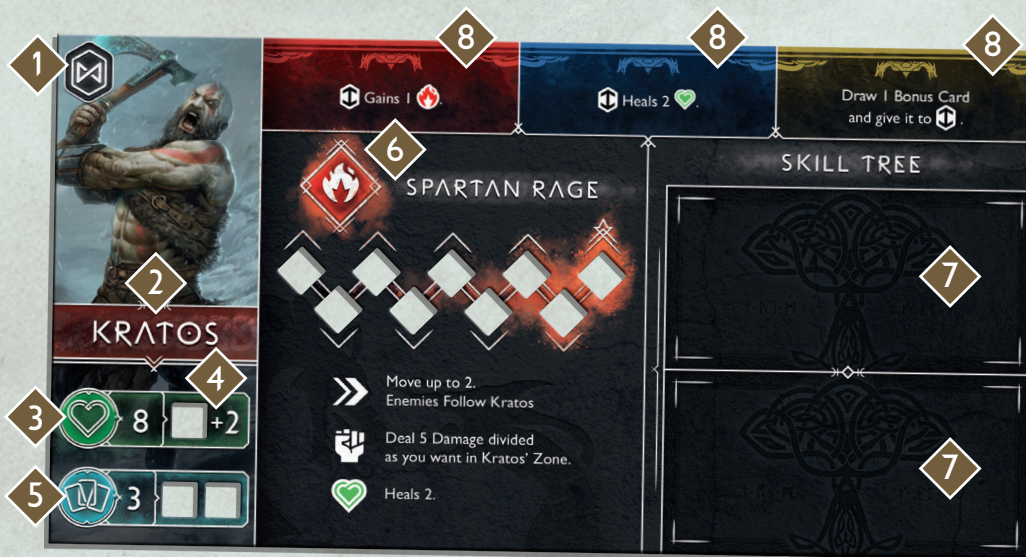 8
8
8
1
Gains 1 .
Heals 2 .
Draw 1 Bonus Card
and give it to .
6
SPARTAN RAGE
SKILL TREE
2
7
KRATOS
4
3
8
+2
Move up to 2.
Enemies Follow Kratos
Deal 5 Damage divided
as you want in Kratos' Zone.
7
5
3
Heals 2.